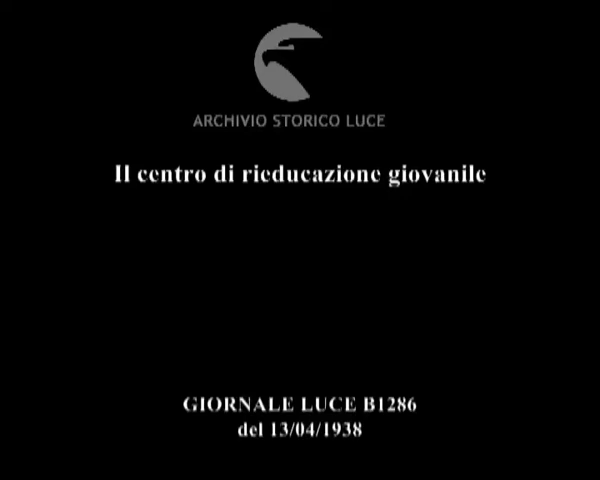 ARCHIVIO STORICO LUCE
Il centro di rieducazione giovanile
GIORNALE LUCE B1286
del 13/04/1938